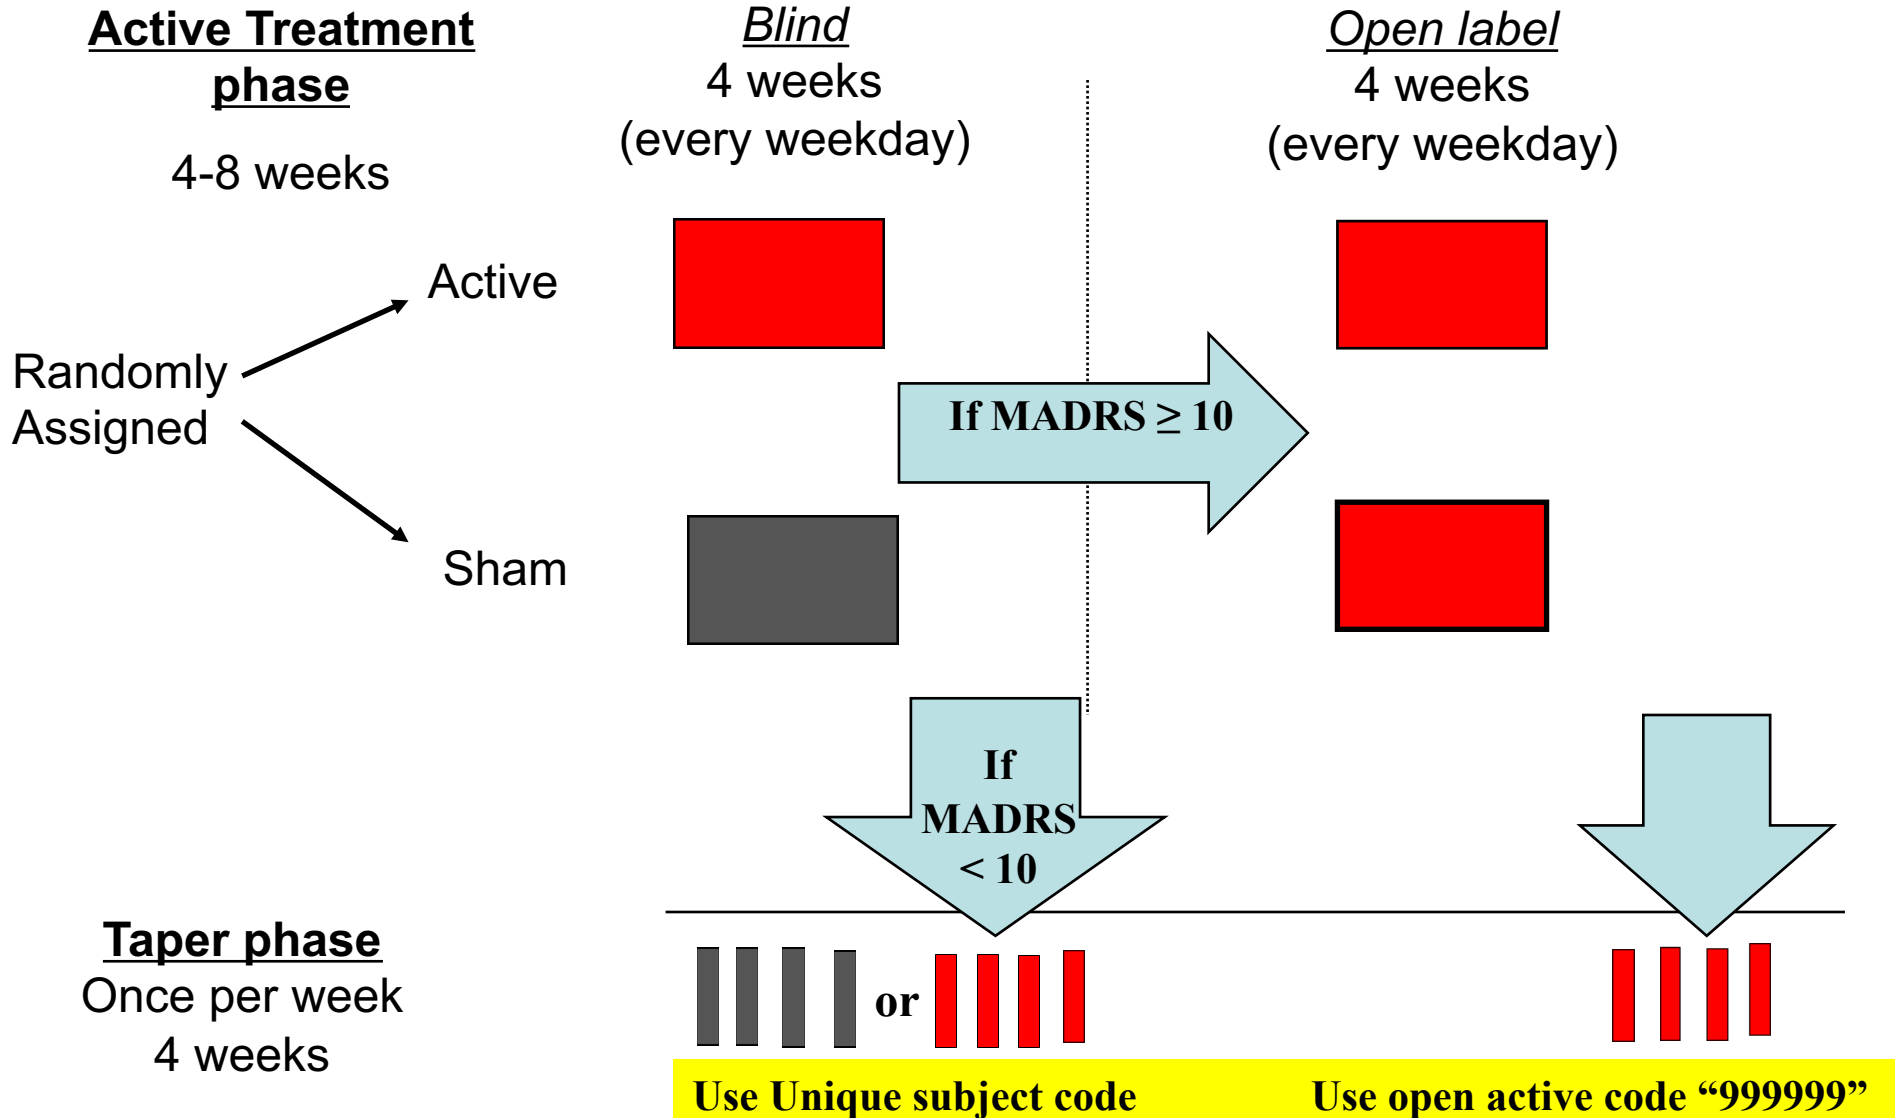 Active Treatment
phase
4-8 weeks
Blind
4 weeks
(every weekday)
Open label
4 weeks
(every weekday)
Active
Randomly
Assigned
Sham
If MADRS ≥ 10
If
MADRS
< 10
Taper phase
Once per week
4 weeks
or
Use Unique subject code
Use open active code “999999”